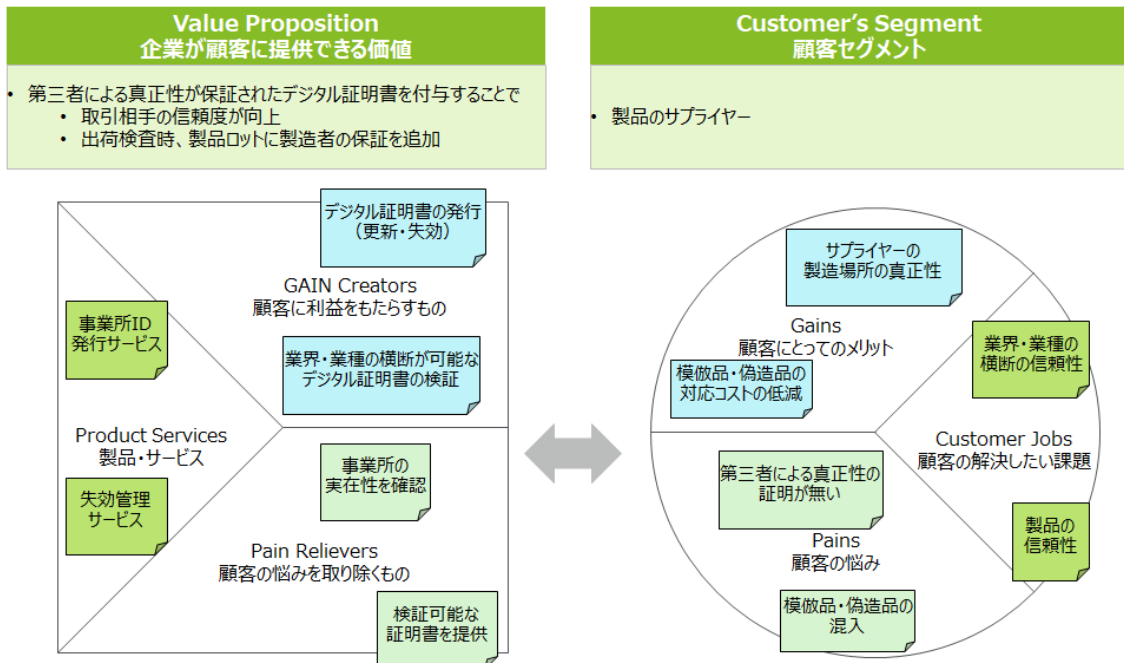 Value Proposition
企業が顧客に提供できる価値
• 第三者による真正性が保証されたデジタル証明書を付与することで
• 取引相手の信頼度が向上
• 出荷検査時、製品ロットに製造者の保証を追加
Customer's Segment
顧客セグメント
• 製品のサプライヤー
デジタル証明書の発行
（更新・失効）
GAIN Creators
顧客に利益をもたらすもの
事業所ID
発行サービス
業界・業種の横断が可能な
デジタル証明書の検証
Product Services
製品・サービス
事業所の
実在性を確認
失効管理
サービス
Pain Relievers
顧客の悩みを取り除くもの
検証可能な
証明書を提供
サプライヤーの
製造場所の真正性
Gains
顧客にとってのメリット
業界・業種の
横断の信頼性
模倣品・偽造品の
対応コストの低減
Customer Jobs
顧客の解決したい課題
第三者による真正性の
証明が無い
製品の
信頼性
Pains
顧客の悩み
模倣品・偽造品の
混入